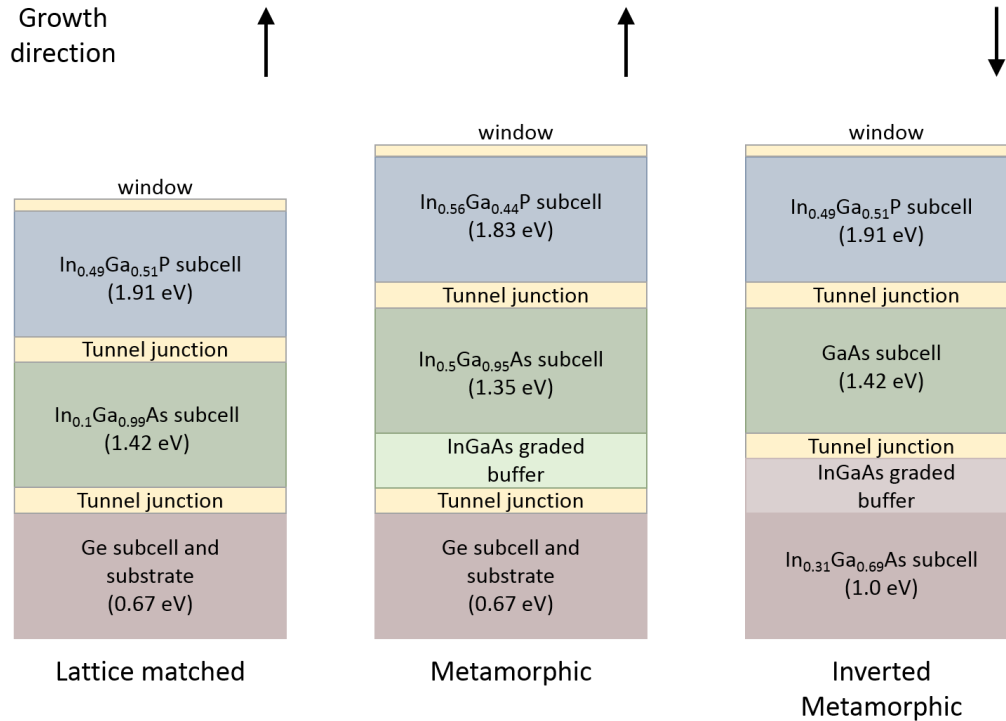 Growth
direction
window
In0.49Ga0.51P subcell
(1.91 eV)
Tunnel junction
In0.1Ga0.99As subcell
(1.42 eV)
Tunnel junction
Ge subcell and
substrate
(0.67 eV)
Lattice matched
window
In0.56Ga0.44P subcell
(1.83 eV)
Tunnel junction
In0.5Ga0.95As subcell
(1.35 eV)
InGaAs graded
buffer
Tunnel junction
Ge subcell and
substrate
(0.67 eV)
Metamorphic
window
In0.49Ga0.51P subcell
(1.91 eV)
Tunnel junction
GaAs subcell
(1.42 eV)
Tunnel junction
InGaAs graded
buffer
In0.31Ga0.69As subcell
(1.0 eV)
Inverted
Metamorphic